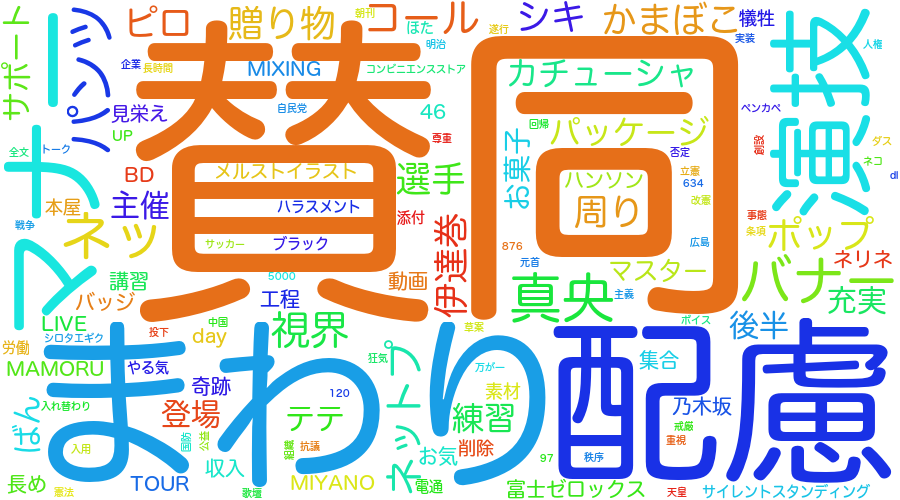 賛同
まわり
配慮
演技
マナー
サポート
パンツ
ピロ
贈り物
コール
シキ
かまぼこ
犠牲
朝刊
ほた
遂行
明治
実装
人権
企業
長時間
MIXING
コンビニエンスストア
カチューシャ
見栄え
自民党
46
ペンカベ
UP
回帰
パッケージ
全文
トーク
尊重
否定
創設
ダス
ネコ
BD
メルストイラスト
選手
お菓子
ハンソン
立憲
634
dl
本屋
主催
ハラスメント
添付
周り
改憲
戦争
ネッ
サッカー
ブラック
伊達巻
876
広島
事態
条項
ポップ
講習
5000
動画
元首
マスター
ネリネ
バッジ
工程
真央
主義
バナー
充実
LIVE
中国
視界
草案
ボイス
後半
シロタエギク
投下
day
労働
やる気
狂気
万が一
集合
MAMORU
奇跡
120
ネットプ
素材
乃木坂
入れ替わり
登場
テテ
練習
戒厳
ばん
国防
公益
組織
抗議
お気
削除
重視
入用
収入
97
秩序
長め
憲法
TOUR
歌壇
MIYANO
電通
富士ゼロックス
天皇
サイレントスタンディング